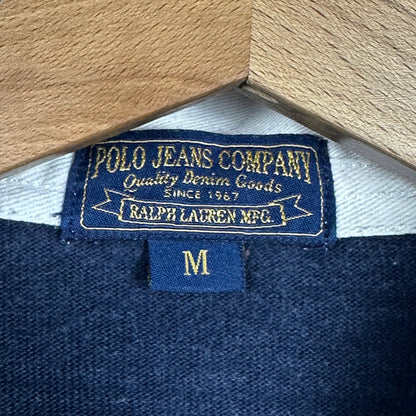 POLO JEANS COMPANY
Quality Denim Goods
SINCE 1967
RALPH LAUREN MFG.
M